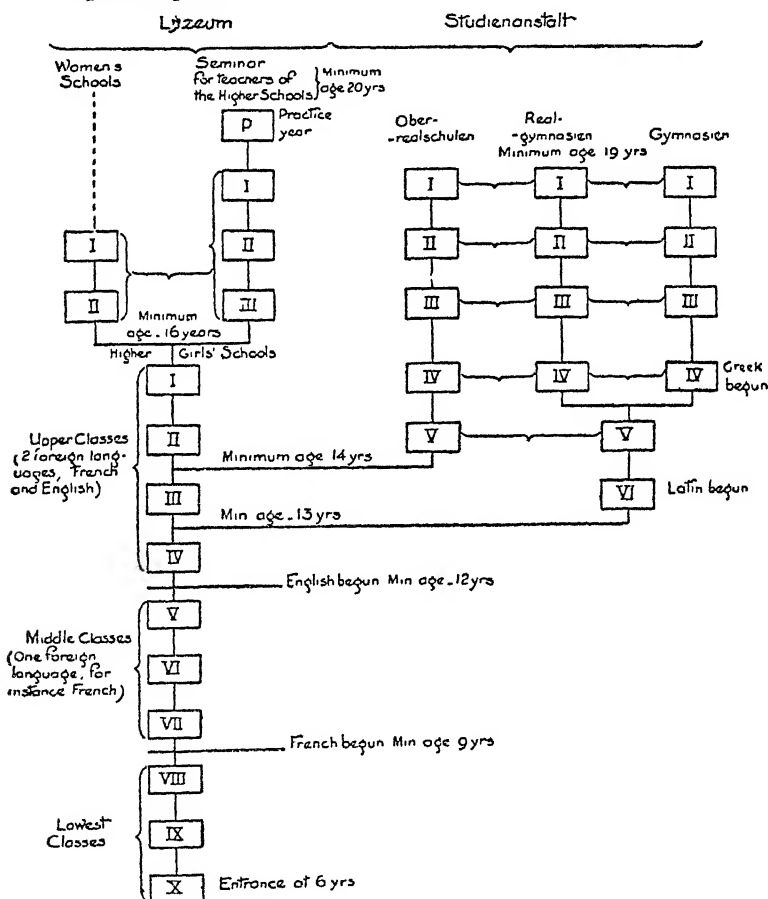 Lyzeum
Studienanstalt
Women's
Schools
Seminar
for teachers of
the Higher Schools
Minimum
age 20 yrs
P
Practice
year
I
II
III
I
II
Minimum
age. 16 years
Ober-
-realschulen
Real-
-gymnasien
Gymnasien
Minimum age 19 yrs
I
I
I
II
II
II
III
III
III
IV
IV
IV
Greek
begun
V
V
VI
Latin begun
Higher Girls' Schools
I
II
III
IV
Upper Classes
(2 foreign lang-
uages, French
and English)
Minimum age 14 yrs
Min age. 13 yrs
English begun Min age. 12 yrs
V
VI
VII
Middle Classes
(One foreign
language, for
instance French)
French begun Min age 9 yrs
VIII
IX
X
Lowest
Classes
Entrance at 6 yrs